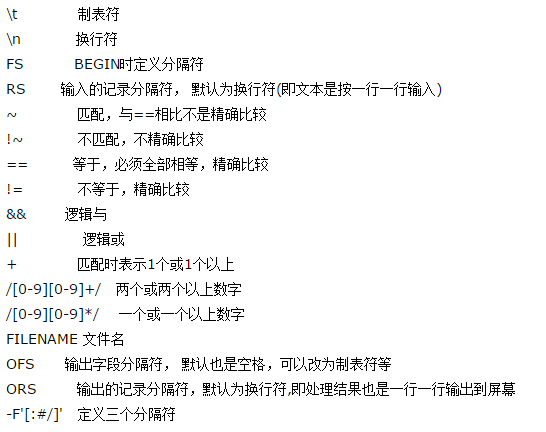 \t 制表符
\n 换行符
FS BEGIN时定义分隔符
RS 输入的记录分隔符， 默认为换行符(即文本是按一行一行输入)
~ 匹配，与==相比不是精确比较
!~ 不匹配，不精确比较
== 等于，必须全部相等，精确比较
!= 不等于，精确比较
&& 逻辑与
|| 逻辑或
+ 匹配时表示1个或1个以上
/[0-9][0-9]+/ 两个或两个以上数字
/[0-9][0-9]*/ 一个或一个以上数字
FILENAME 文件名
OFS 输出字段分隔符， 默认也是空格，可以改为制表符等
ORS 输出的记录分隔符，默认为换行符,即处理结果也是一行一行输出到屏幕
-F'[:#/]' 定义三个分隔符